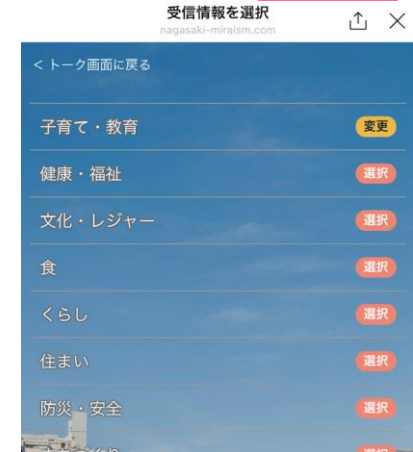 受信情報を選択
nagasaki-miraism.com
< トーク画面に戻る
子育て・教育 変更
健康・福祉 選択
文化・レジャー 選択
食 選択
くらし 選択
住まい 選択
防災・安全 選択
選択